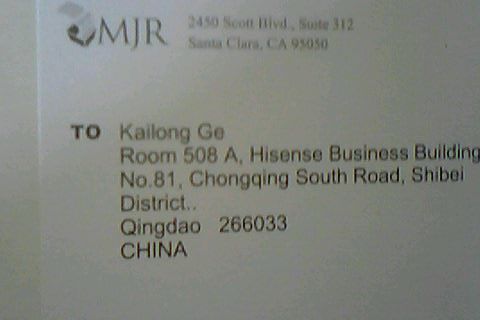 MJR
2450 Scott Blvd., Suite 312
Santa Clara, CA 95050
TO Kailong Ge
Room 508 A, Hisense Business Building
No.81, Chongqing South Road, Shibei
District..
Qingdao 266033
CHINA